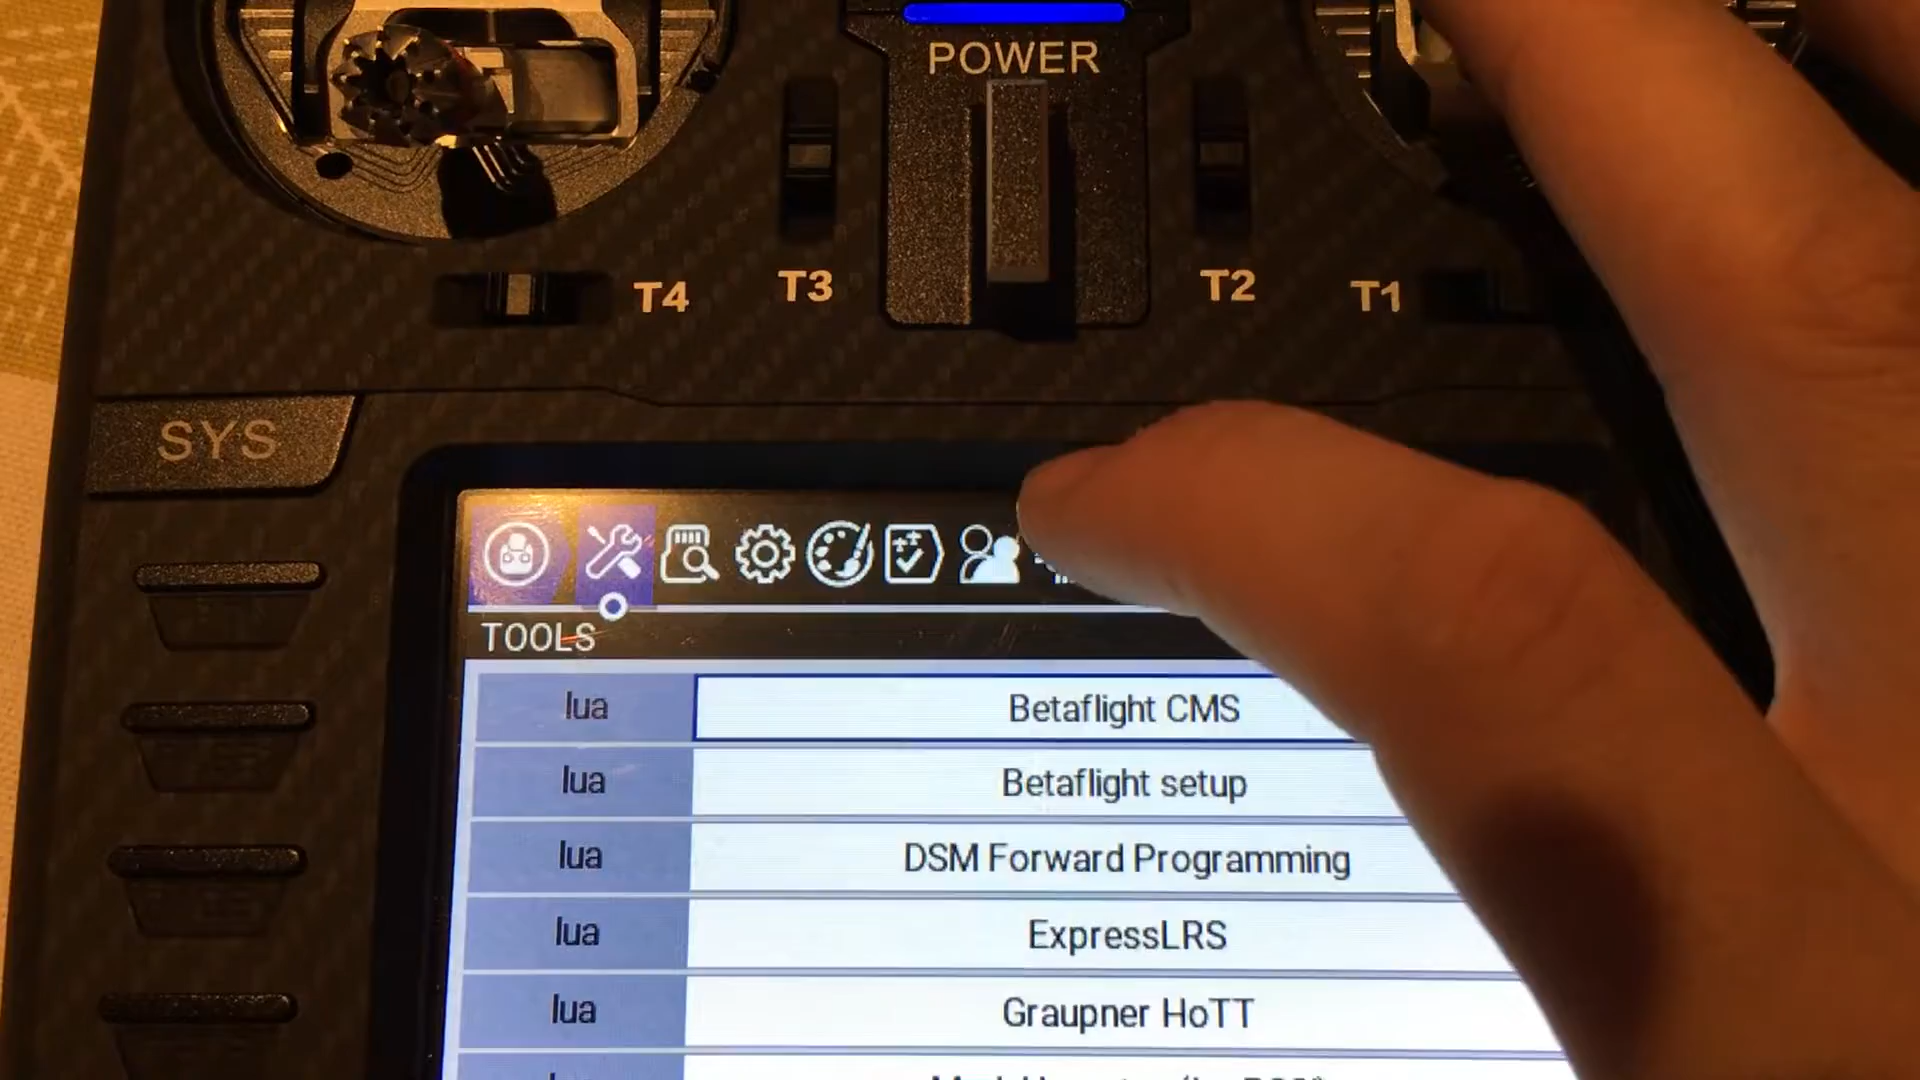 POWER
T4
T3
T2
T1
SYS
TOOLS
lua Betaflight CMS
lua Betaflight setup
lua DSM Forward Programming
lua ExpressLRS
lua Graupner HoTT